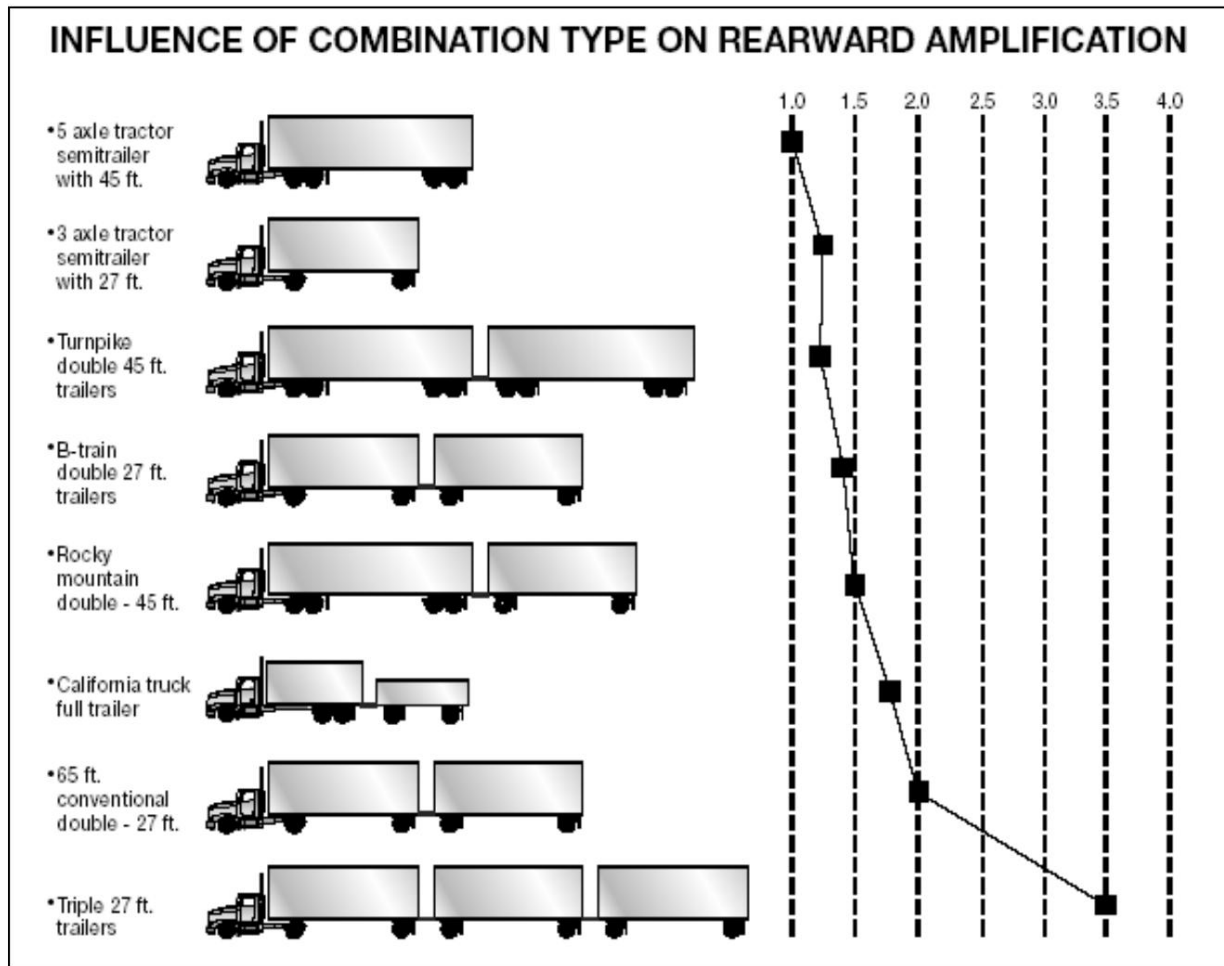 INFLUENCE OF COMBINATION TYPE ON REARWARD AMPLIFICATION
1.0 1.5 2.0 2.5 3.0 3.5 4.0
•5 axle tractor
semitrailer
with 45 ft.
•3 axle tractor
semitrailer
with 27 ft.
•Turnpike
double 45 ft.
trailers
•B-train
double 27 ft.
trailers
•Rocky
mountain
double - 45 ft.
•California truck
full trailer
•65 ft.
conventional
double - 27 ft.
•Triple 27 ft.
trailers